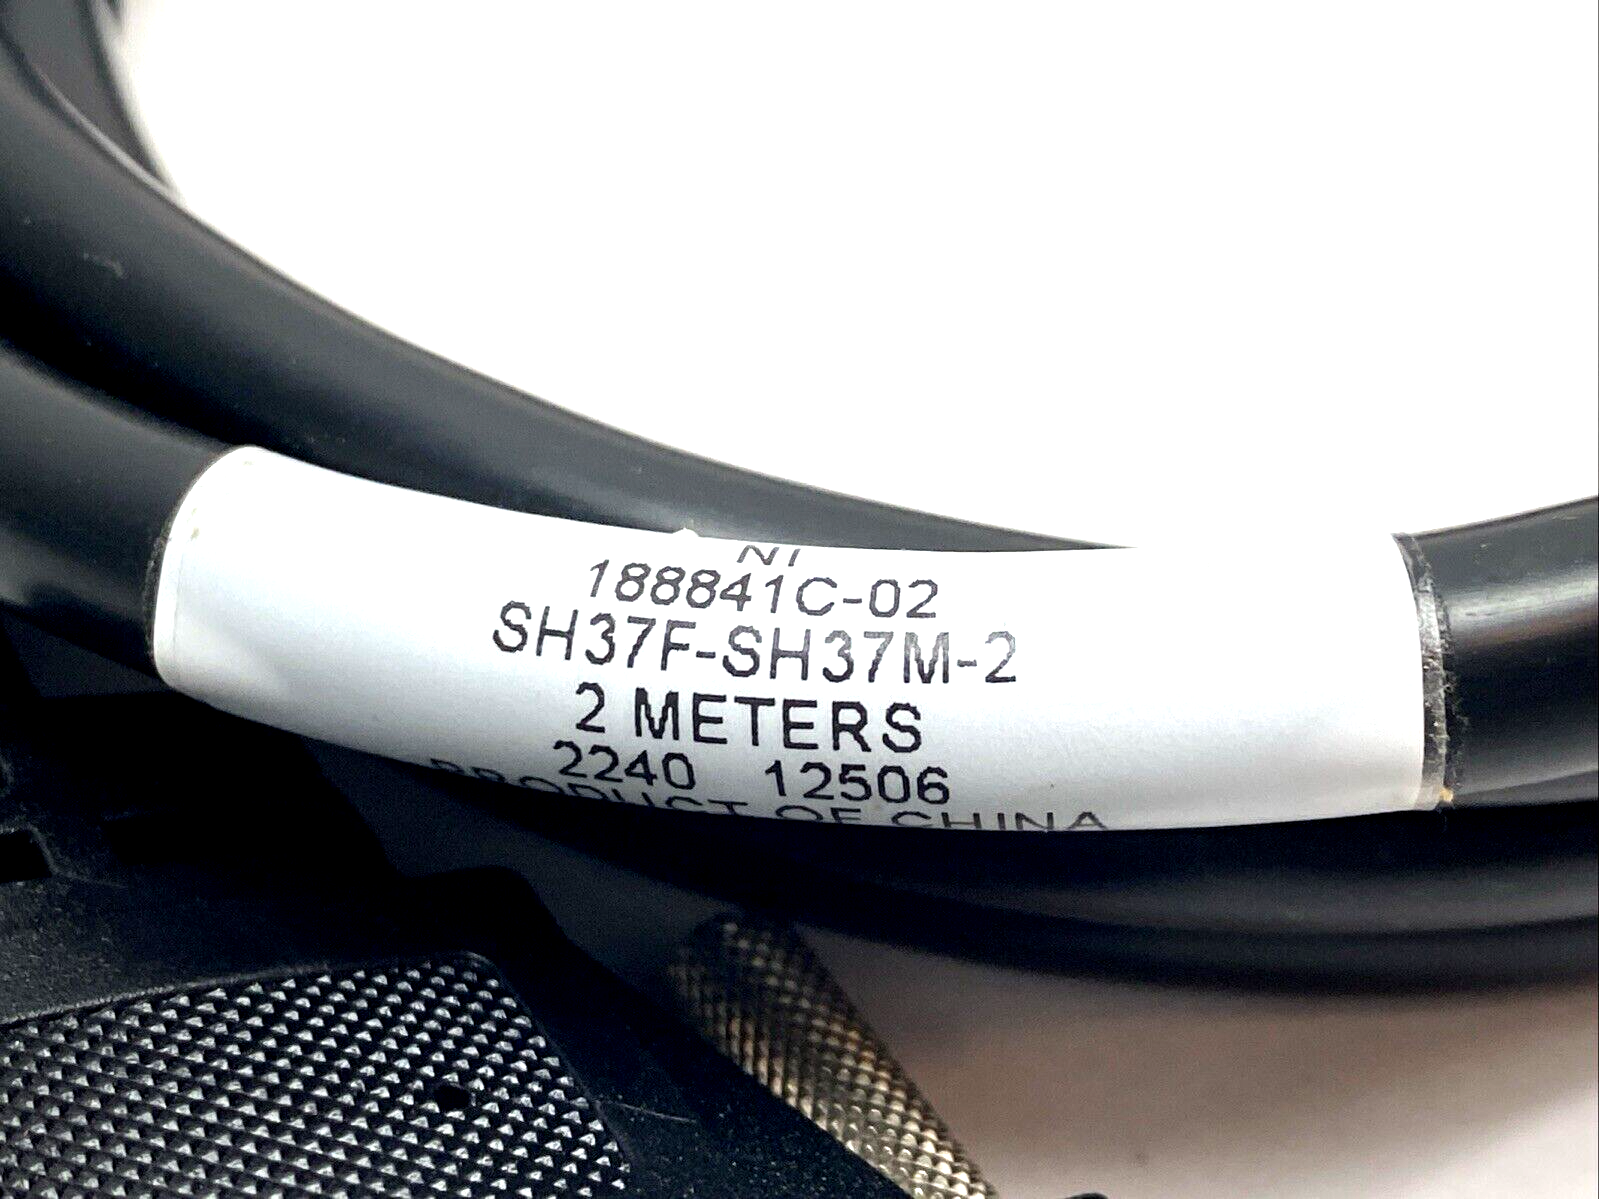 NI
188841C-02
SH37F-SH37M-2
2 METERS
2240 12506
PRODUCT OF CHINA